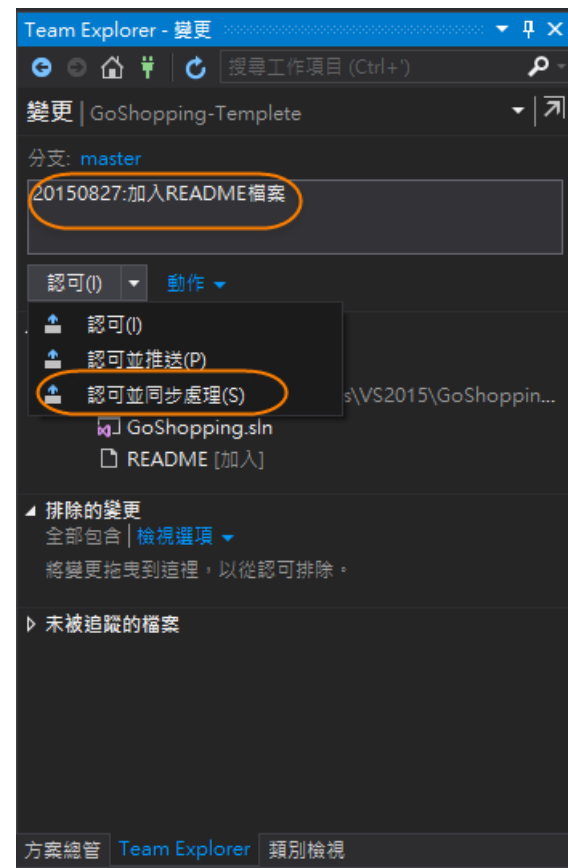 Team Explorer - 變更
搜尋工作項目 (Ctrl+')
變更 | GoShopping-Templete
分支: master
20150827:加入README檔案
認可(I) 動作
認可(I)
認可並推送(P)
認可並同步處理(S) s\VS2015\GoShoppin...
GoShopping.sln
README [加入]
排除的變更
全部包含 | 檢視選項
將變更拖曳到這裡，以從認可排除。
未被追蹤的檔案
方案總管 Team Explorer 類別檢視